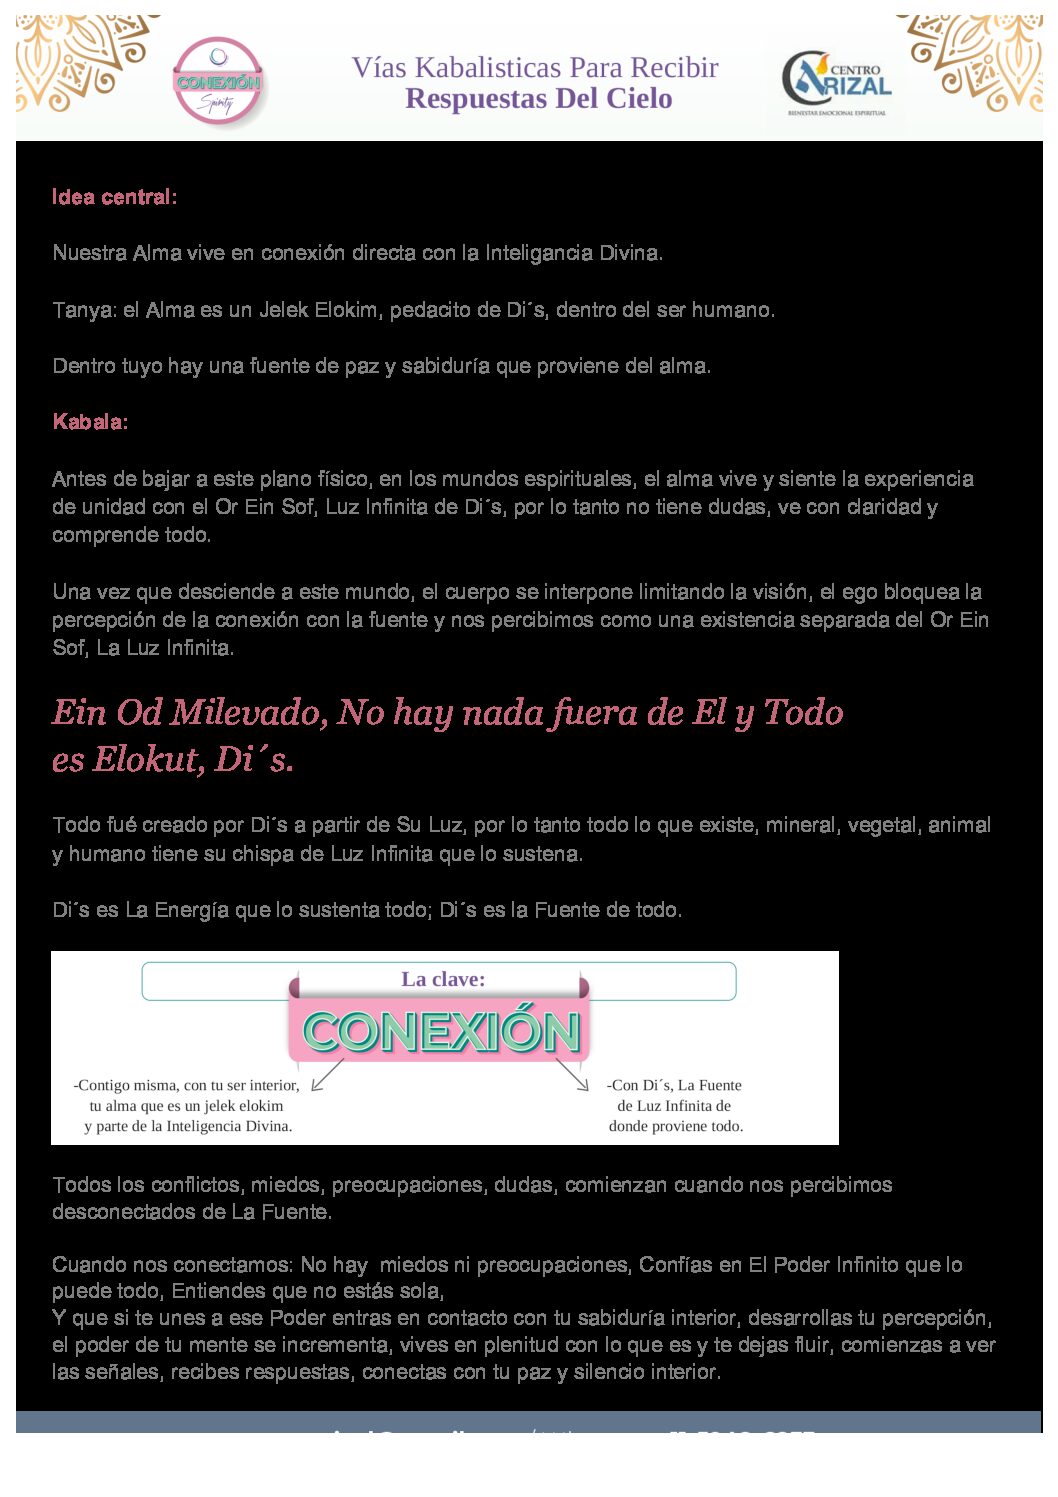 CONEXIÓN
Spirity
Vías Kabalisticas Para Recibir
Respuestas Del Cielo
CENTRO
ARIZAL
BIENESTAR EMOCIONAL ESPIRITUAL
Idea central:
Nuestra Alma vive en conexión directa con la Inteligancia Divina.
Tanya: el Alma es un Jelek Elokim, pedacito de Di´s, dentro del ser humano.
Dentro tuyo hay una fuente de paz y sabiduría que proviene del alma.
Kabala:
Antes de bajar a este plano físico, en los mundos espirituales, el alma vive y siente la experiencia
de unidad con el Or Ein Sof, Luz Infinita de Di´s, por lo tanto no tiene dudas, ve con claridad y
comprende todo.
Una vez que desciende a este mundo, el cuerpo se interpone limitando la visión, el ego bloquea la
percepción de la conexión con la fuente y nos percibimos como una existencia separada del Or Ein
Sof, La Luz Infinita.
Ein Od Milevado, No hay nada fuera de El y Todo
es Elokut, Di´s.
Todo fué creado por Di´s a partir de Su Luz, por lo tanto todo lo que existe, mineral, vegetal, animal
y humano tiene su chispa de Luz Infinita que lo sustena.
Di´s es La Energía que lo sustenta todo; Di´s es la Fuente de todo.
La clave:
CONEXIÓN
-Contigo misma, con tu ser interior,
tu alma que es un jelek elokim
y parte de la Inteligencia Divina.
-Con Di´s, La Fuente
de Luz Infinita de
donde proviene todo.
Todos los conflictos, miedos, preocupaciones, dudas, comienzan cuando nos percibimos
desconectados de La Fuente.
Cuando nos conectamos: No hay  miedos ni preocupaciones, Confías en El Poder Infinito que lo
puede todo, Entiendes que no estás sola,
Y que si te unes a ese Poder entras en contacto con tu sabiduría interior, desarrollas tu percepción,
el poder de tu mente se incrementa, vives en plenitud con lo que es y te dejas fluir, comienzas a ver
las señales, recibes respuestas, conectas con tu paz y silencio interior.